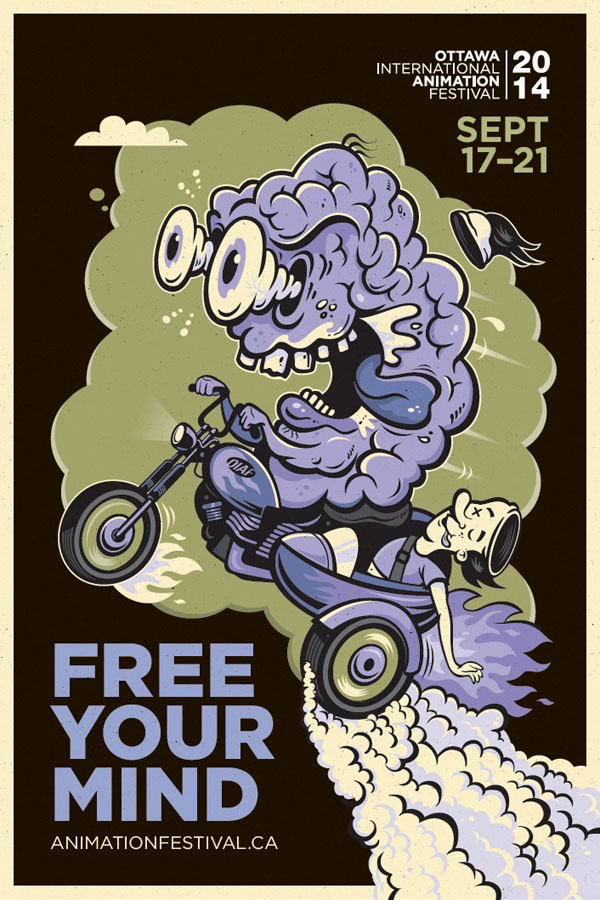 OTTAWA
INTERNATIONAL
ANIMATION
FESTIVAL
20
14
SEPT
17–21
OIAF
FREE
YOUR
MIND
ANIMATIONFESTIVAL.CA